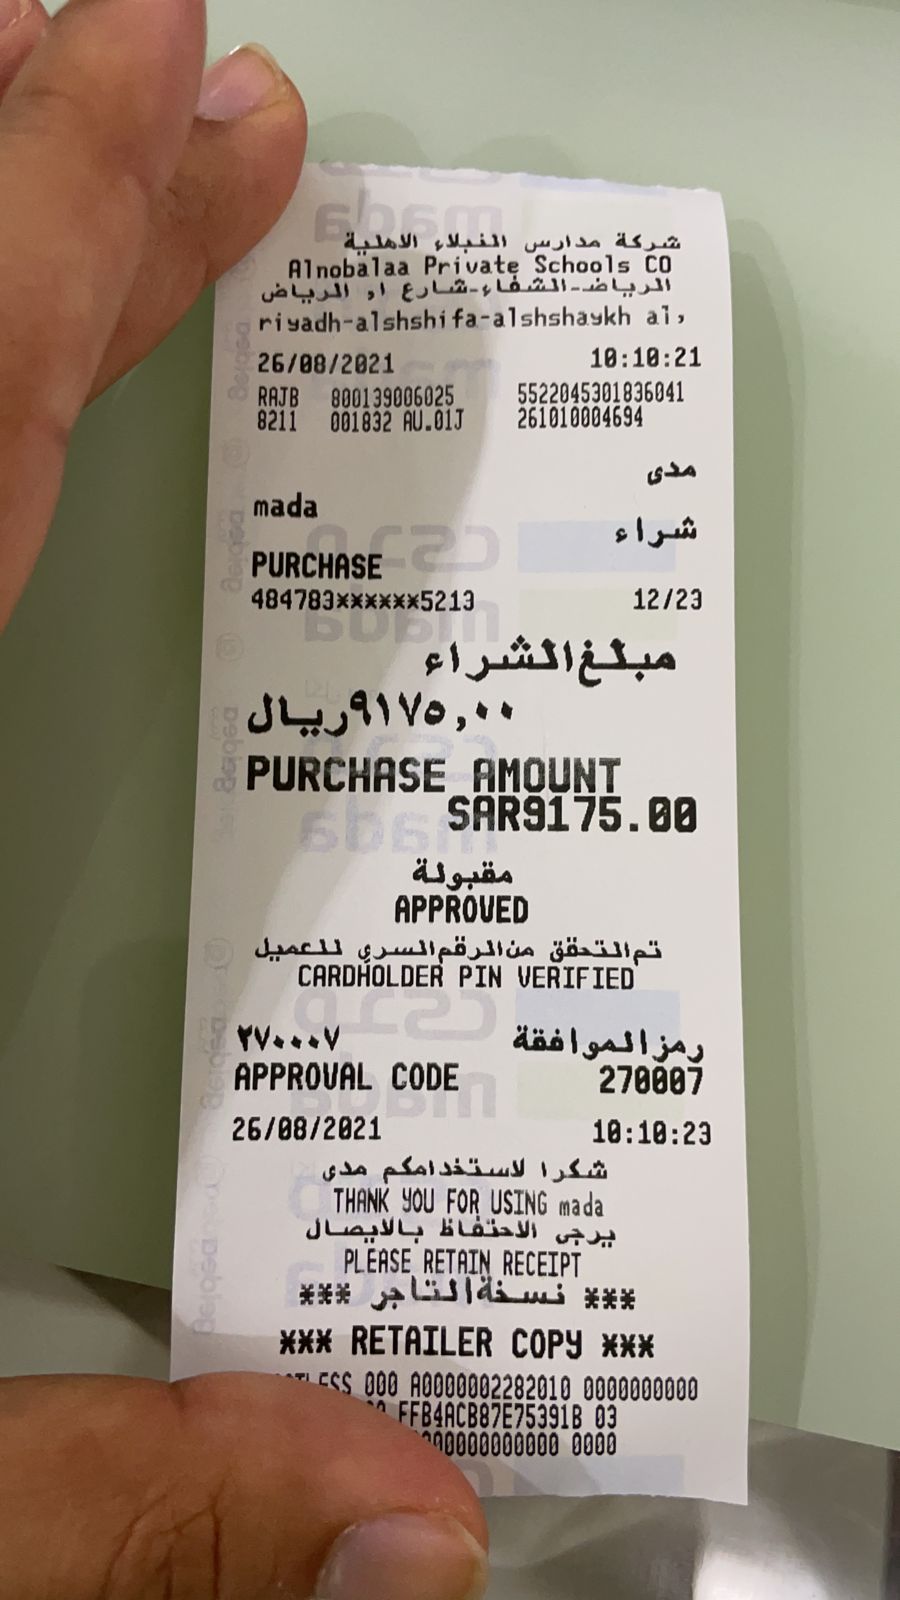 شركة مدارس النبلاء الاهلية
Alnobalaa Private Schools CO
الرياض-الشفاء-شارع ا, الرياض
riyadh-alshshifa-alshshaykh al,
26/08/2021 10:10:21
RAJB 800139006025 5522045301836041
8211 001832 AU.01J 261010004694
مدى
mada
شراء
PURCHASE
484783******5213 12/23
مبلغ الشراء
٩١٧٥,٠٠ ريال
PURCHASE AMOUNT
SAR9175.00
مقبولة
APPROVED
تم التحقق من الرقم السري للعميل
CARDHOLDER PIN VERIFIED
رمز الموافقة ٢٧٠٠٠٧
APPROVAL CODE 270007
26/08/2021 10:10:23
شكرا لاستخدامكم مدى
THANK YOU FOR USING mada
يرجى الاحتفاظ بالايصال
PLEASE RETAIN RECEIPT
*** نسخة التاجر ***
*** RETAILER COPY ***
000 A0000002282010 0000000000
FFB4ACB87E75391B 03
0000